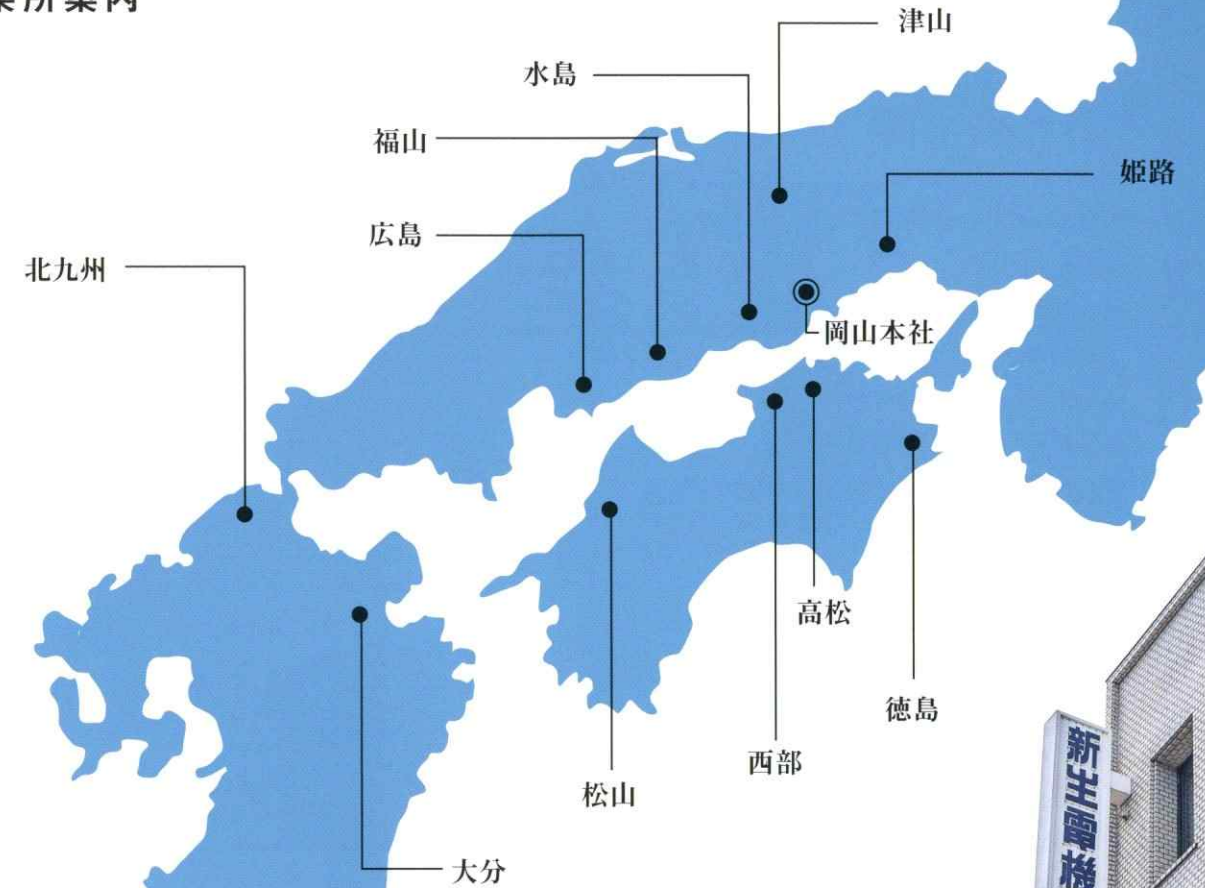 業所案内
津山
水島
福山
姫路
広島
北九州
岡山本社
高松
徳島
西部
松山
大分
新生電機